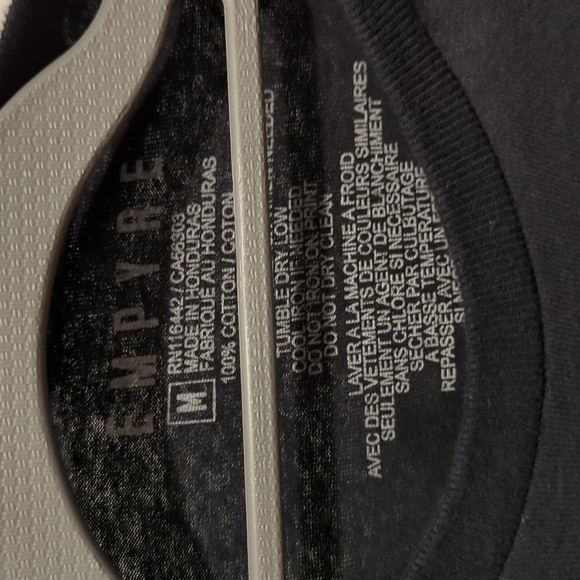 EMPYRE
M
RN116442 / CA56393
MADE IN HONDURAS
FABRIQUE AU HONDURAS
100% COTTON / COTON
NEEDED
TUMBLE DRY LOW
COOL IRON IF NEEDED
DO NOT IRON ON PRINT
DO NOT DRY CLEAN
LAVER A LA MACHINE A FROID
AVEC DES VETEMENTS DE COULEURS SIMILAIRES
SEULEMENT UN AGENT DE BLANCHIMENT
SANS CHLORE SI NECESSAIRE
SECHER PAR CULBUTAGE
A BASSE TEMPERATURE
REPASSER AVEC UN